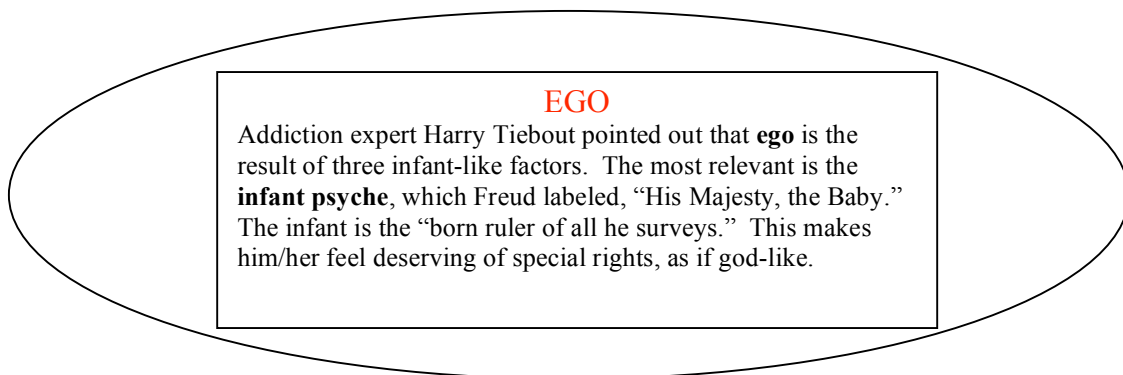 EGO
Addiction expert Harry Tiebout pointed out that ego is the
result of three infant-like factors.  The most relevant is the
infant psyche, which Freud labeled, “His Majesty, the Baby.”
The infant is the “born ruler of all he surveys.”  This makes
him/her feel deserving of special rights, as if god-like.